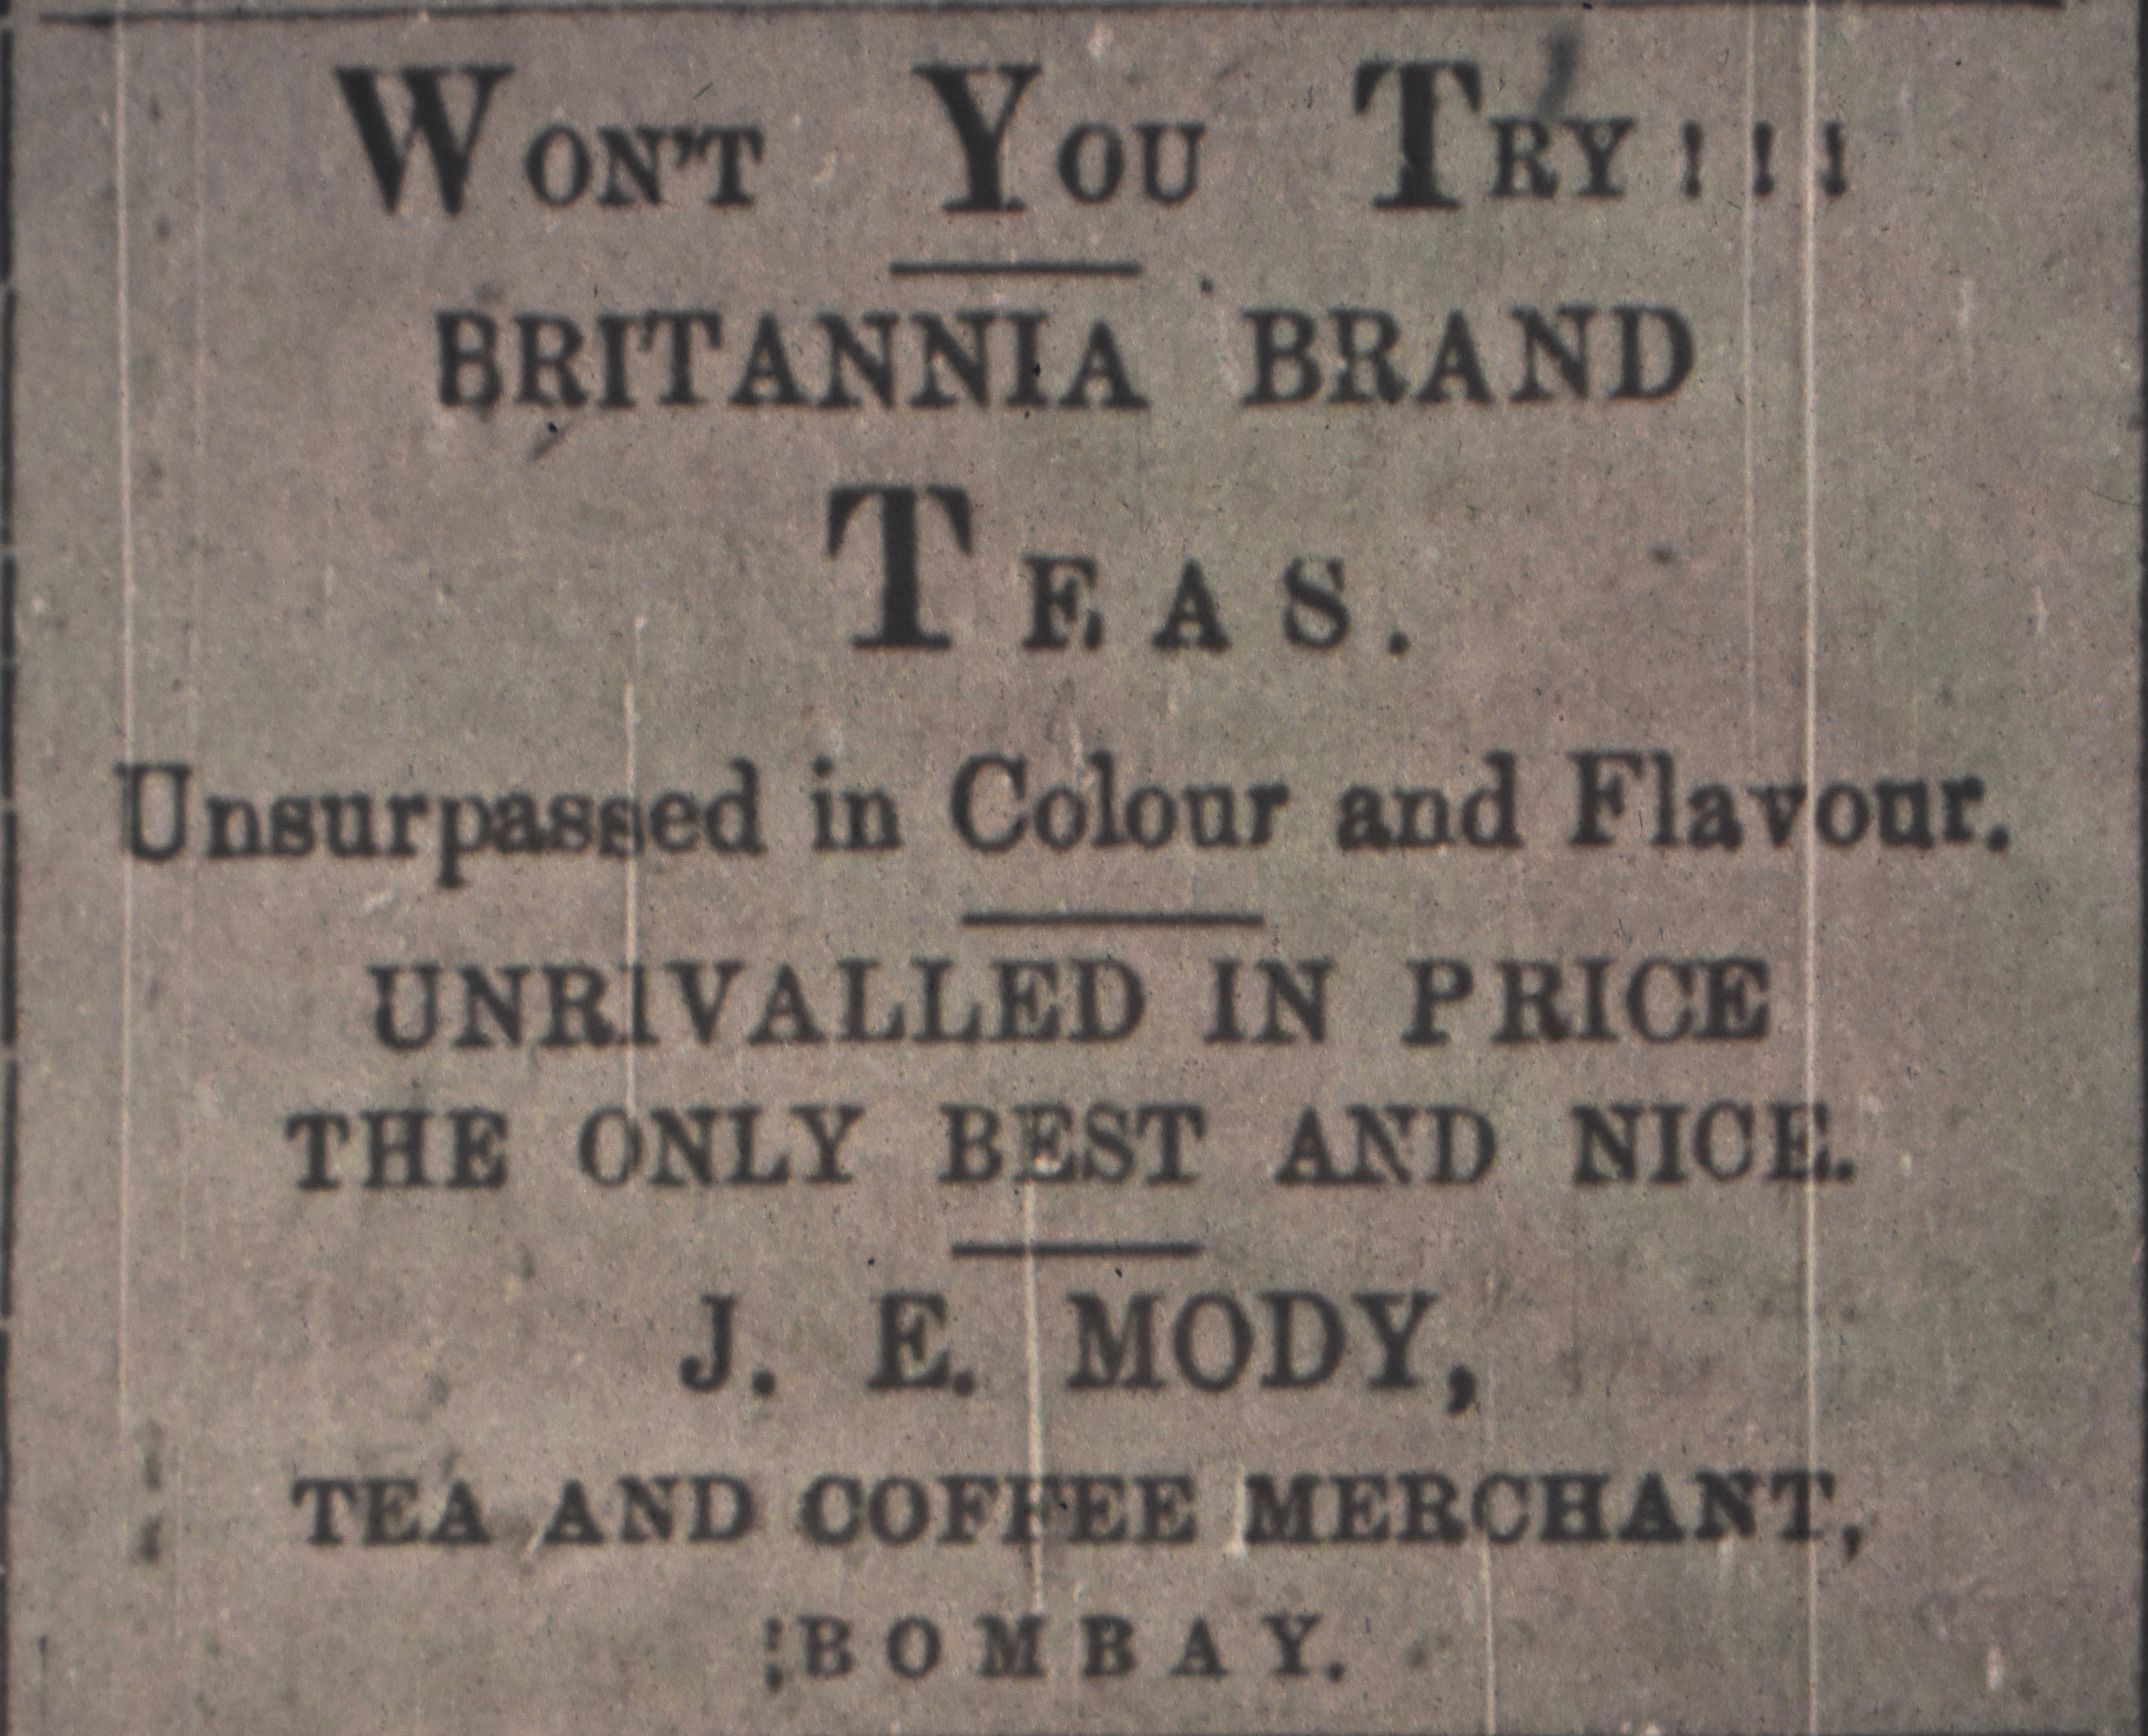 WON'T YOU TRY!!!
BRITANNIA BRAND
TEAS.
Unsurpassed in Colour and Flavour.
UNRIVALLED IN PRICE
THE ONLY BEST AND NICE.
J. E. MODY,
TEA AND COFFEE MERCHANT,
BOMBAY.